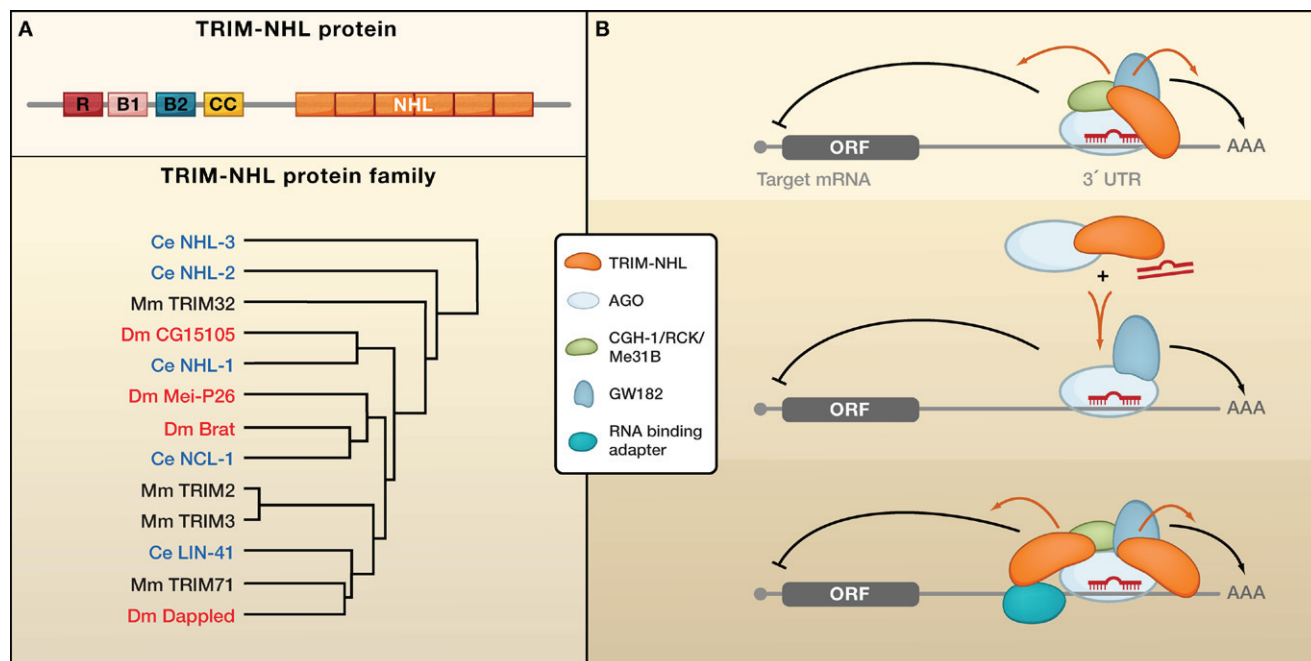 A
TRIM-NHL protein
R B1 B2 CC NHL
TRIM-NHL protein family
Ce NHL-3
Ce NHL-2
Mm TRIM32
Dm CG15105
Ce NHL-1
Dm Mei-P26
Dm Brat
Ce NCL-1
Mm TRIM2
Mm TRIM3
Ce LIN-41
Mm TRIM71
Dm Dappled
TRIM-NHL
AGO
CGH-1/RCK/
Me31B
GW182
RNA binding
adapter
B
ORF AAA
Target mRNA 3´ UTR
+
ORF AAA
ORF AAA